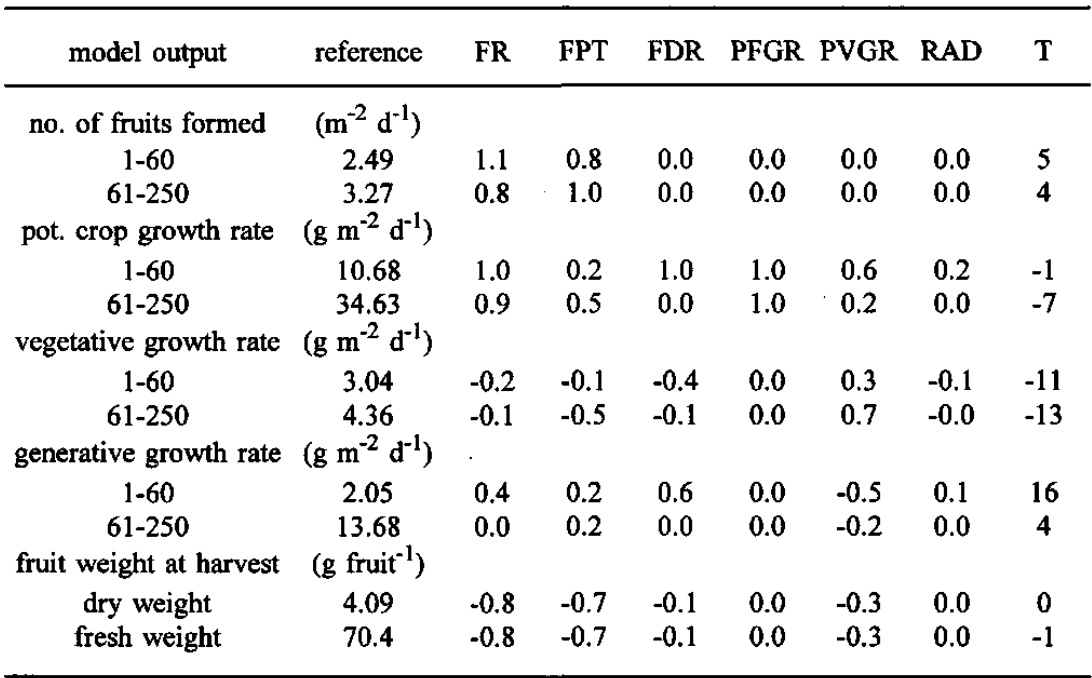 model output reference FR FPT FDR PFGR PVGR RAD T
no. of fruits formed (m⁻² d⁻¹)
1-60 2.49 1.1 0.8 0.0 0.0 0.0 0.0 5
61-250 3.27 0.8 1.0 0.0 0.0 0.0 0.0 4
pot. crop growth rate (g m⁻² d⁻¹)
1-60 10.68 1.0 0.2 1.0 1.0 0.6 0.2 -1
61-250 34.63 0.9 0.5 0.0 1.0 0.2 0.0 -7
vegetative growth rate (g m⁻² d⁻¹)
1-60 3.04 -0.2 -0.1 -0.4 0.0 0.3 -0.1 -11
61-250 4.36 -0.1 -0.5 -0.1 0.0 0.7 -0.0 -13
generative growth rate (g m⁻² d⁻¹)
1-60 2.05 0.4 0.2 0.6 0.0 -0.5 0.1 16
61-250 13.68 0.0 0.2 0.0 0.0 -0.2 0.0 4
fruit weight at harvest (g fruit⁻¹)
dry weight 4.09 -0.8 -0.7 -0.1 0.0 -0.3 0.0 0
fresh weight 70.4 -0.8 -0.7 -0.1 0.0 -0.3 0.0 -1